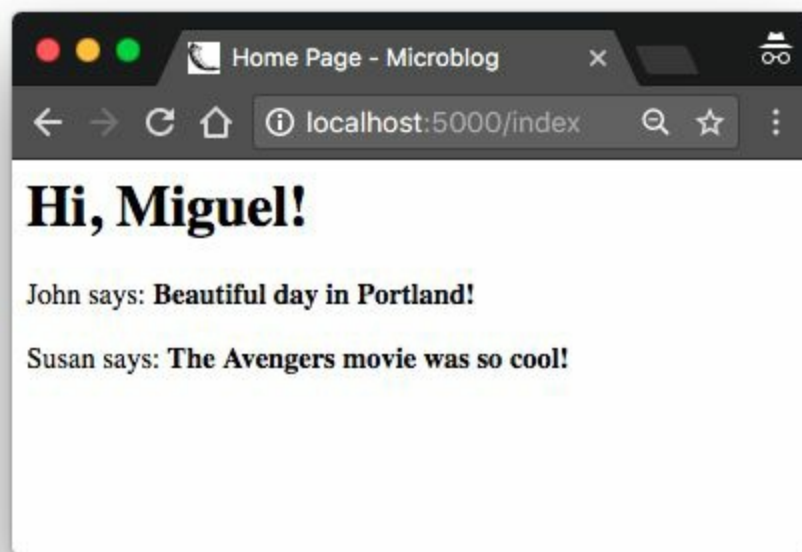 Home Page - Microblog
localhost:5000/index
Hi, Miguel!
John says: Beautiful day in Portland!
Susan says: The Avengers movie was so cool!